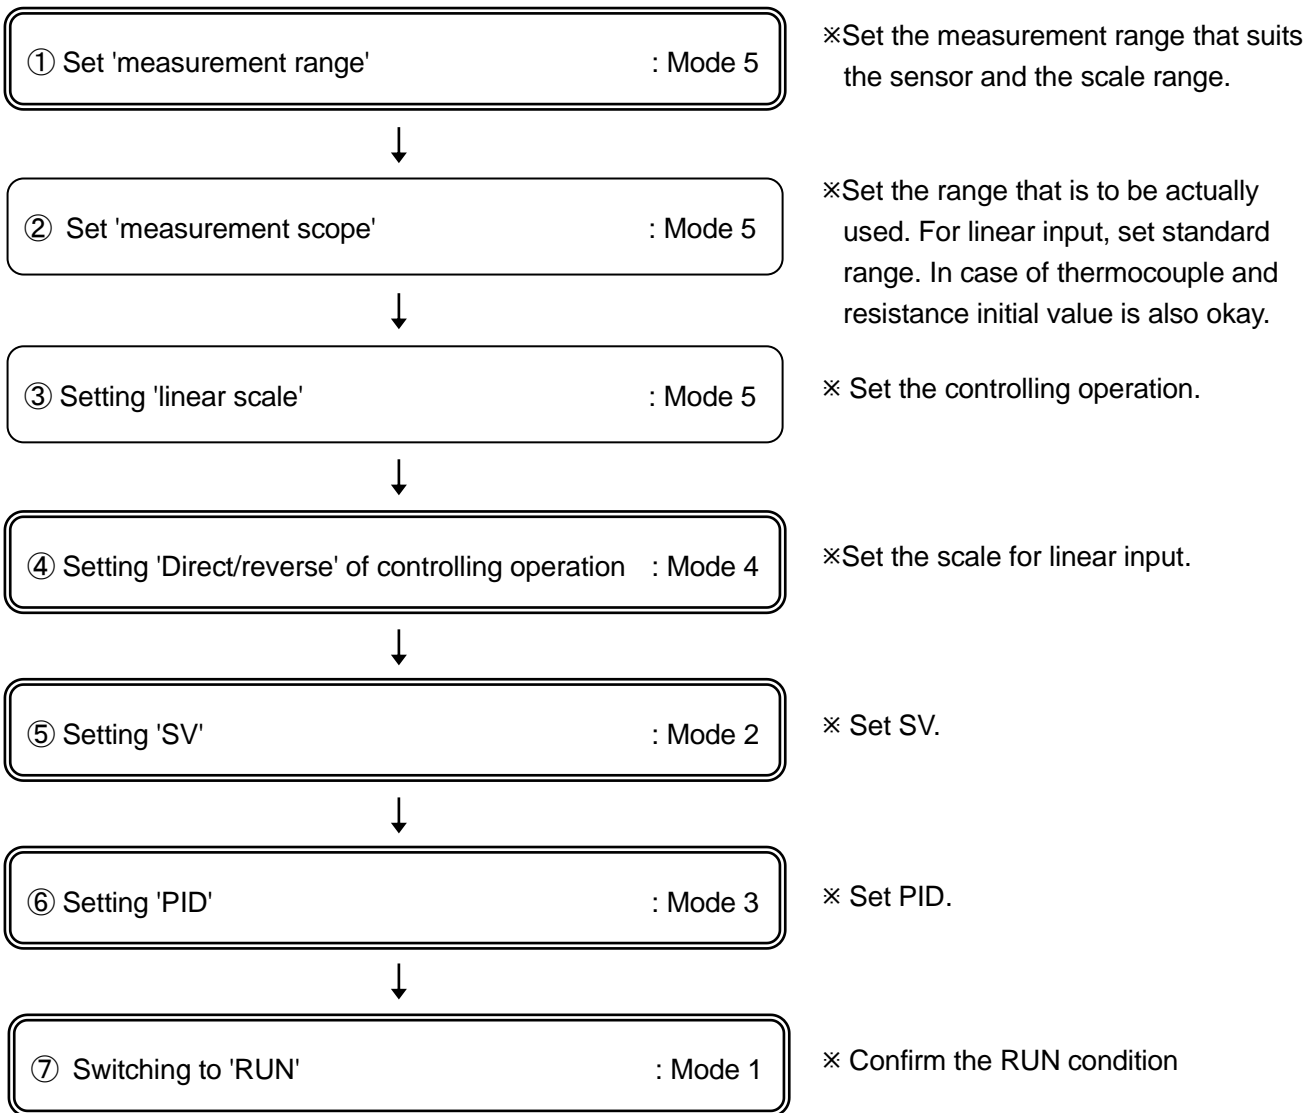 ① Set 'measurement range' : Mode 5
※Set the measurement range that suits
the sensor and the scale range.
② Set 'measurement scope' : Mode 5
※Set the range that is to be actually
used. For linear input, set standard
range. In case of thermocouple and
resistance initial value is also okay.
③ Setting 'linear scale' : Mode 5
※ Set the controlling operation.
④ Setting 'Direct/reverse' of controlling operation : Mode 4
※Set the scale for linear input.
⑤ Setting 'SV' : Mode 2
※ Set SV.
⑥ Setting 'PID' : Mode 3
※ Set PID.
⑦ Switching to 'RUN' : Mode 1
※ Confirm the RUN condition